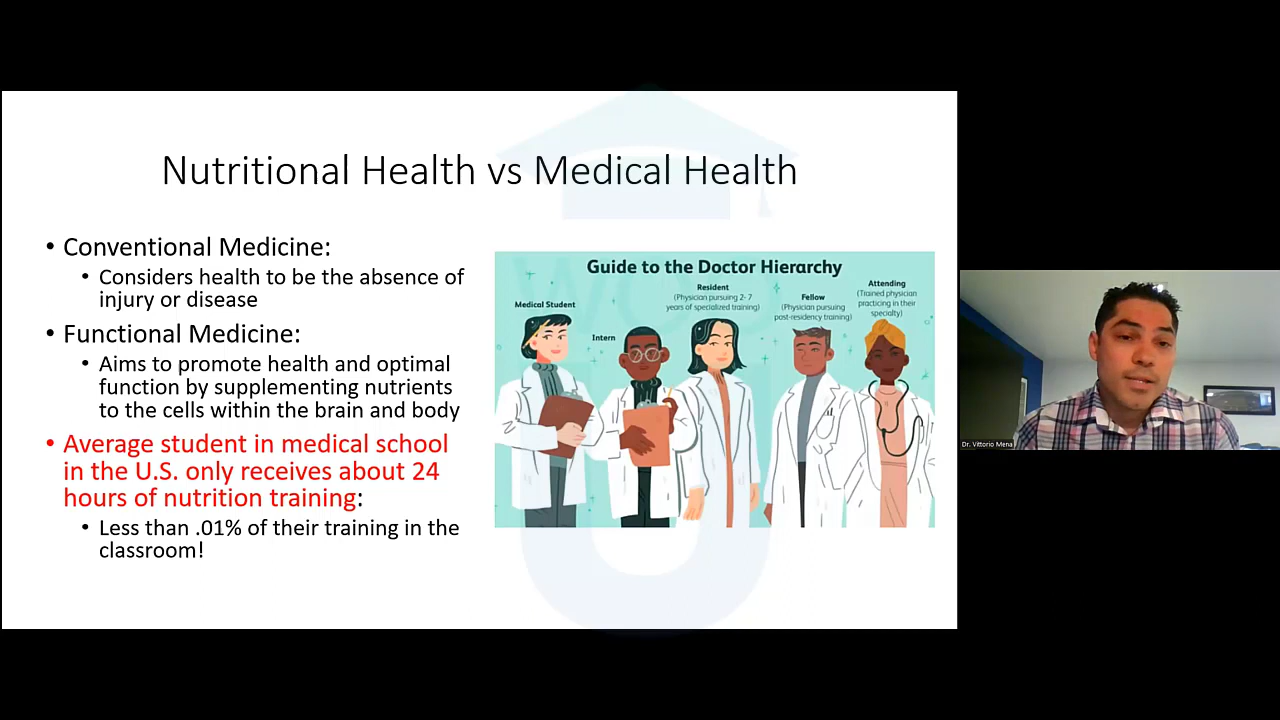 Nutritional Health vs Medical Health
• Conventional Medicine:
• Considers health to be the absence of
injury or disease
• Functional Medicine:
• Aims to promote health and optimal
function by supplementing nutrients
to the cells within the brain and body
• Average student in medical school
in the U.S. only receives about 24
hours of nutrition training:
• Less than .01% of their training in the
classroom!
Guide to the Doctor Hierarchy
Medical Student
Intern
Resident
(Physician pursuing 2- 7
years of specialized training)
Fellow
(Physician pursuing
post-residency training)
Attending
(Trained physician
practicing in their
specialty)
Dr. Vittorio Mena